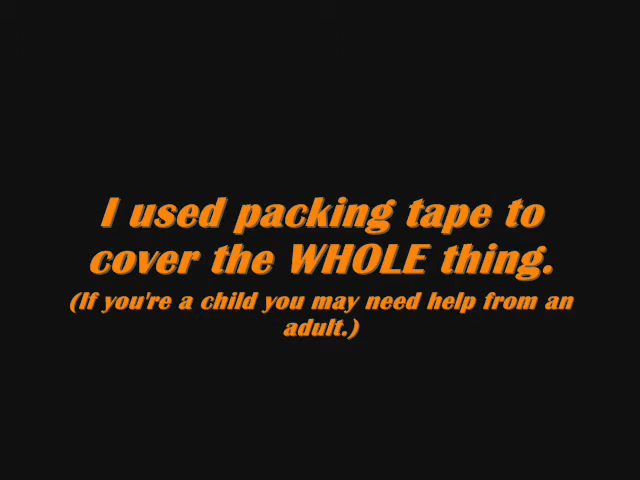 I used packing tape to
cover the WHOLE thing.
(If you're a child you may need help from an
adult.)